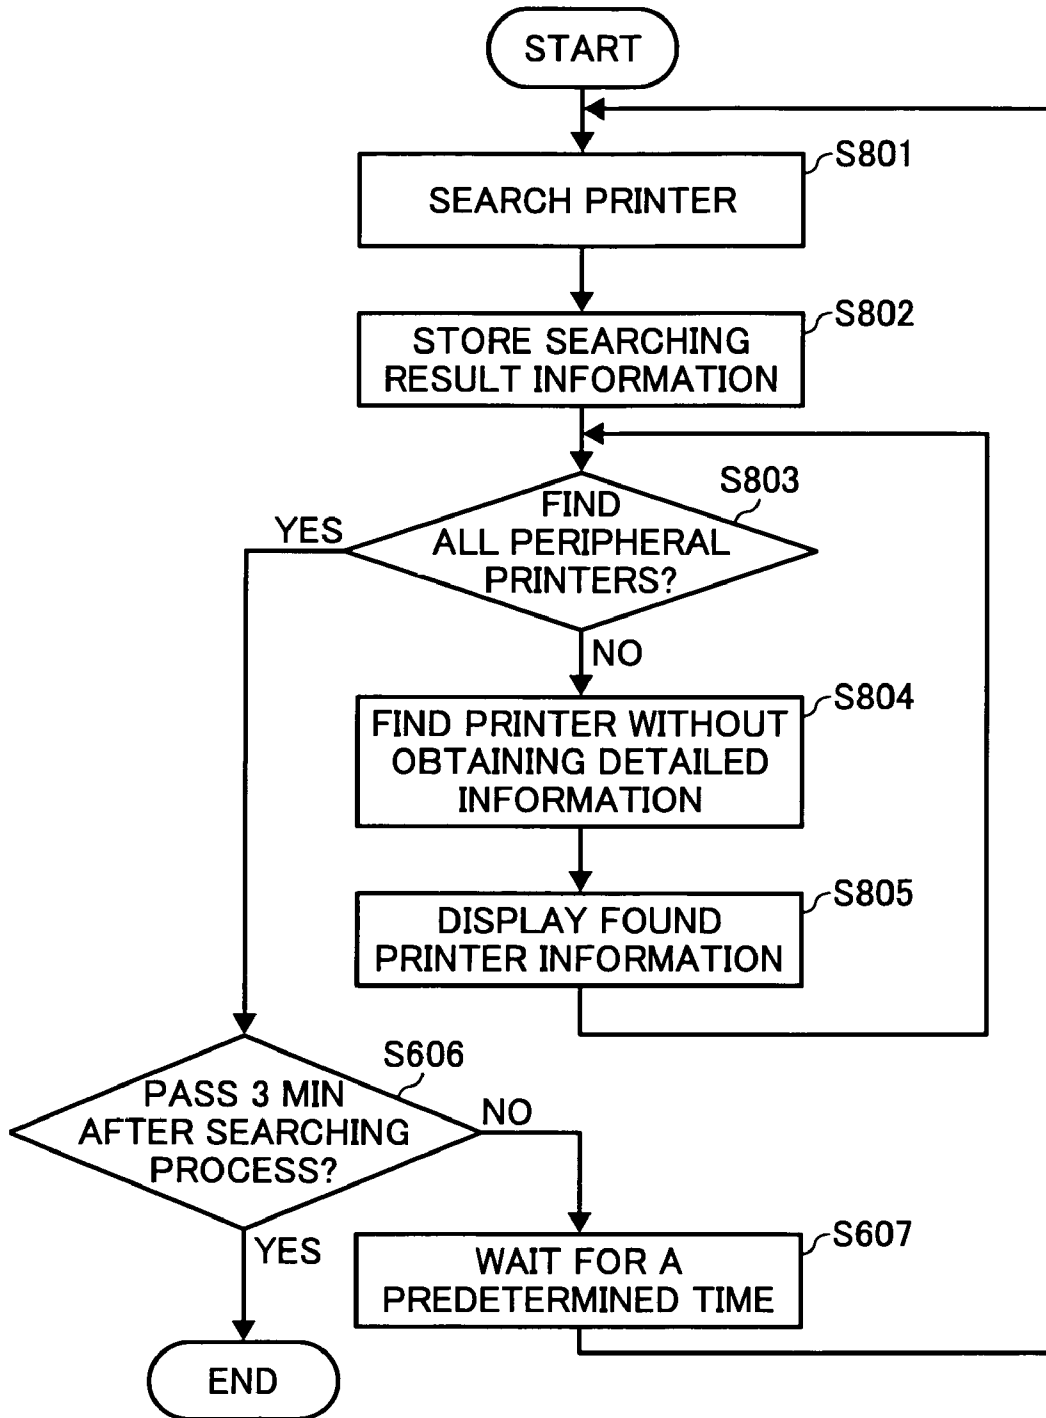 START
S801
SEARCH PRINTER
S802
STORE SEARCHING
RESULT INFORMATION
S803
FIND
ALL PERIPHERAL
PRINTERS?
YES
NO
S804
FIND PRINTER WITHOUT
OBTAINING DETAILED
INFORMATION
S805
DISPLAY FOUND
PRINTER INFORMATION
S606
PASS 3 MIN
AFTER SEARCHING
PROCESS?
NO
YES
S607
WAIT FOR A
PREDETERMINED TIME
END